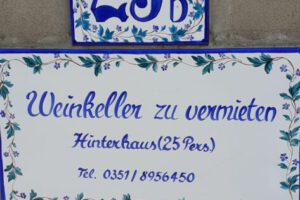 Weinkeller zu vermieten
Hinterhaus (25 Pers)
Tel. 0351/8956450